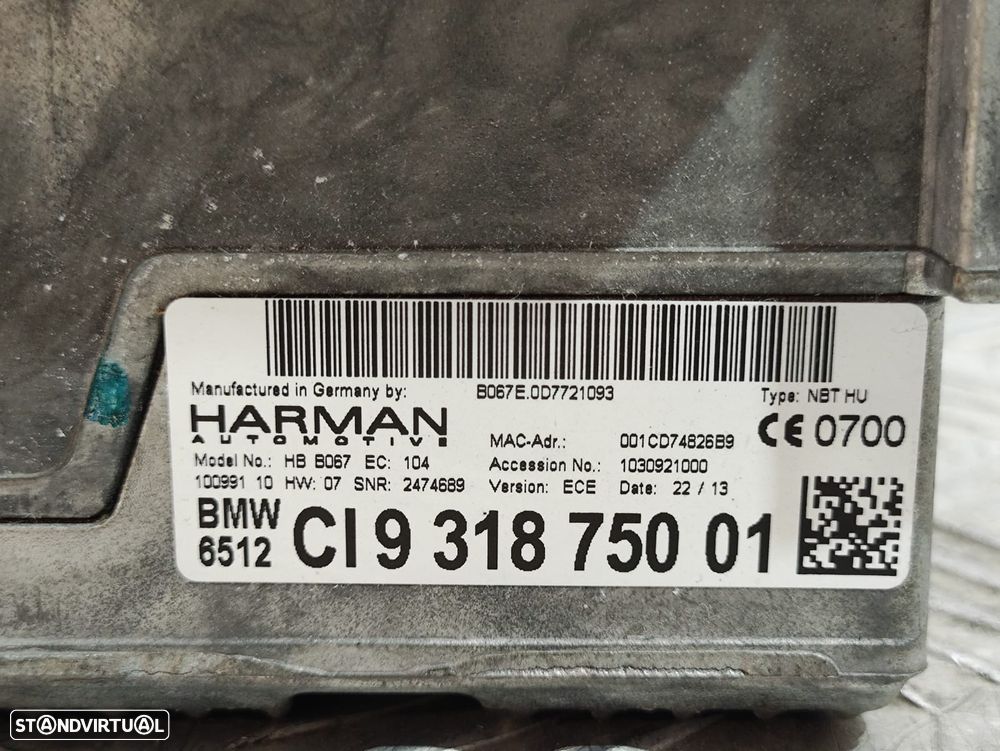 Manufactured in Germany by:
B067E.0D7721093
Type: NBT HU
HARMAN
AUTOMOTIVE
MAC-Adr.: 001CD74826B9
CE 0700
Model No.: HB B067 EC: 104
Accession No.: 1030921000
100991 10 HW: 07 SNR: 2474689
Version: ECE Date: 22 / 13
BMW
6512
CI 9 318 750 01
STANDVIRTUAL